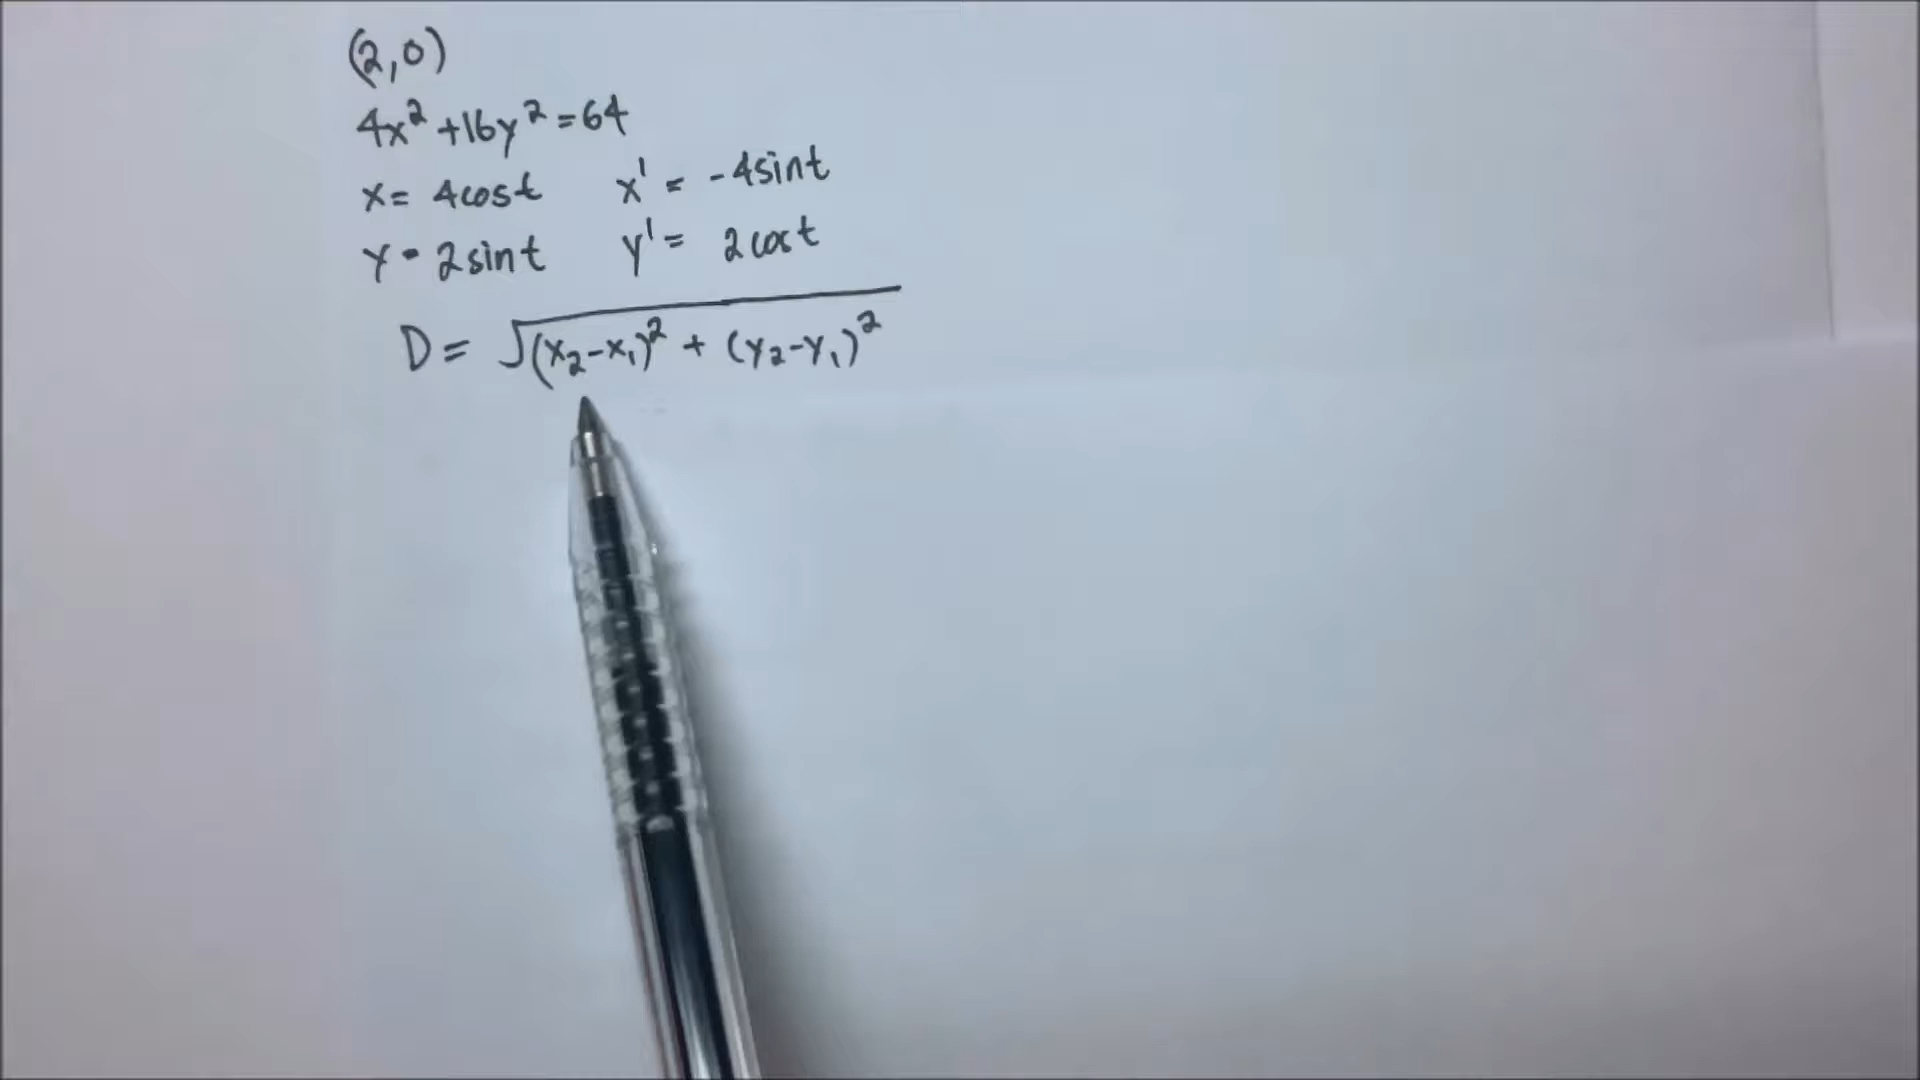 (2,0)
4x²+16y²=64
x= 4cost x' = -4sint
y = 2sint y' = 2cost
D = √(x₂-x₁)² + (y₂-y₁)²